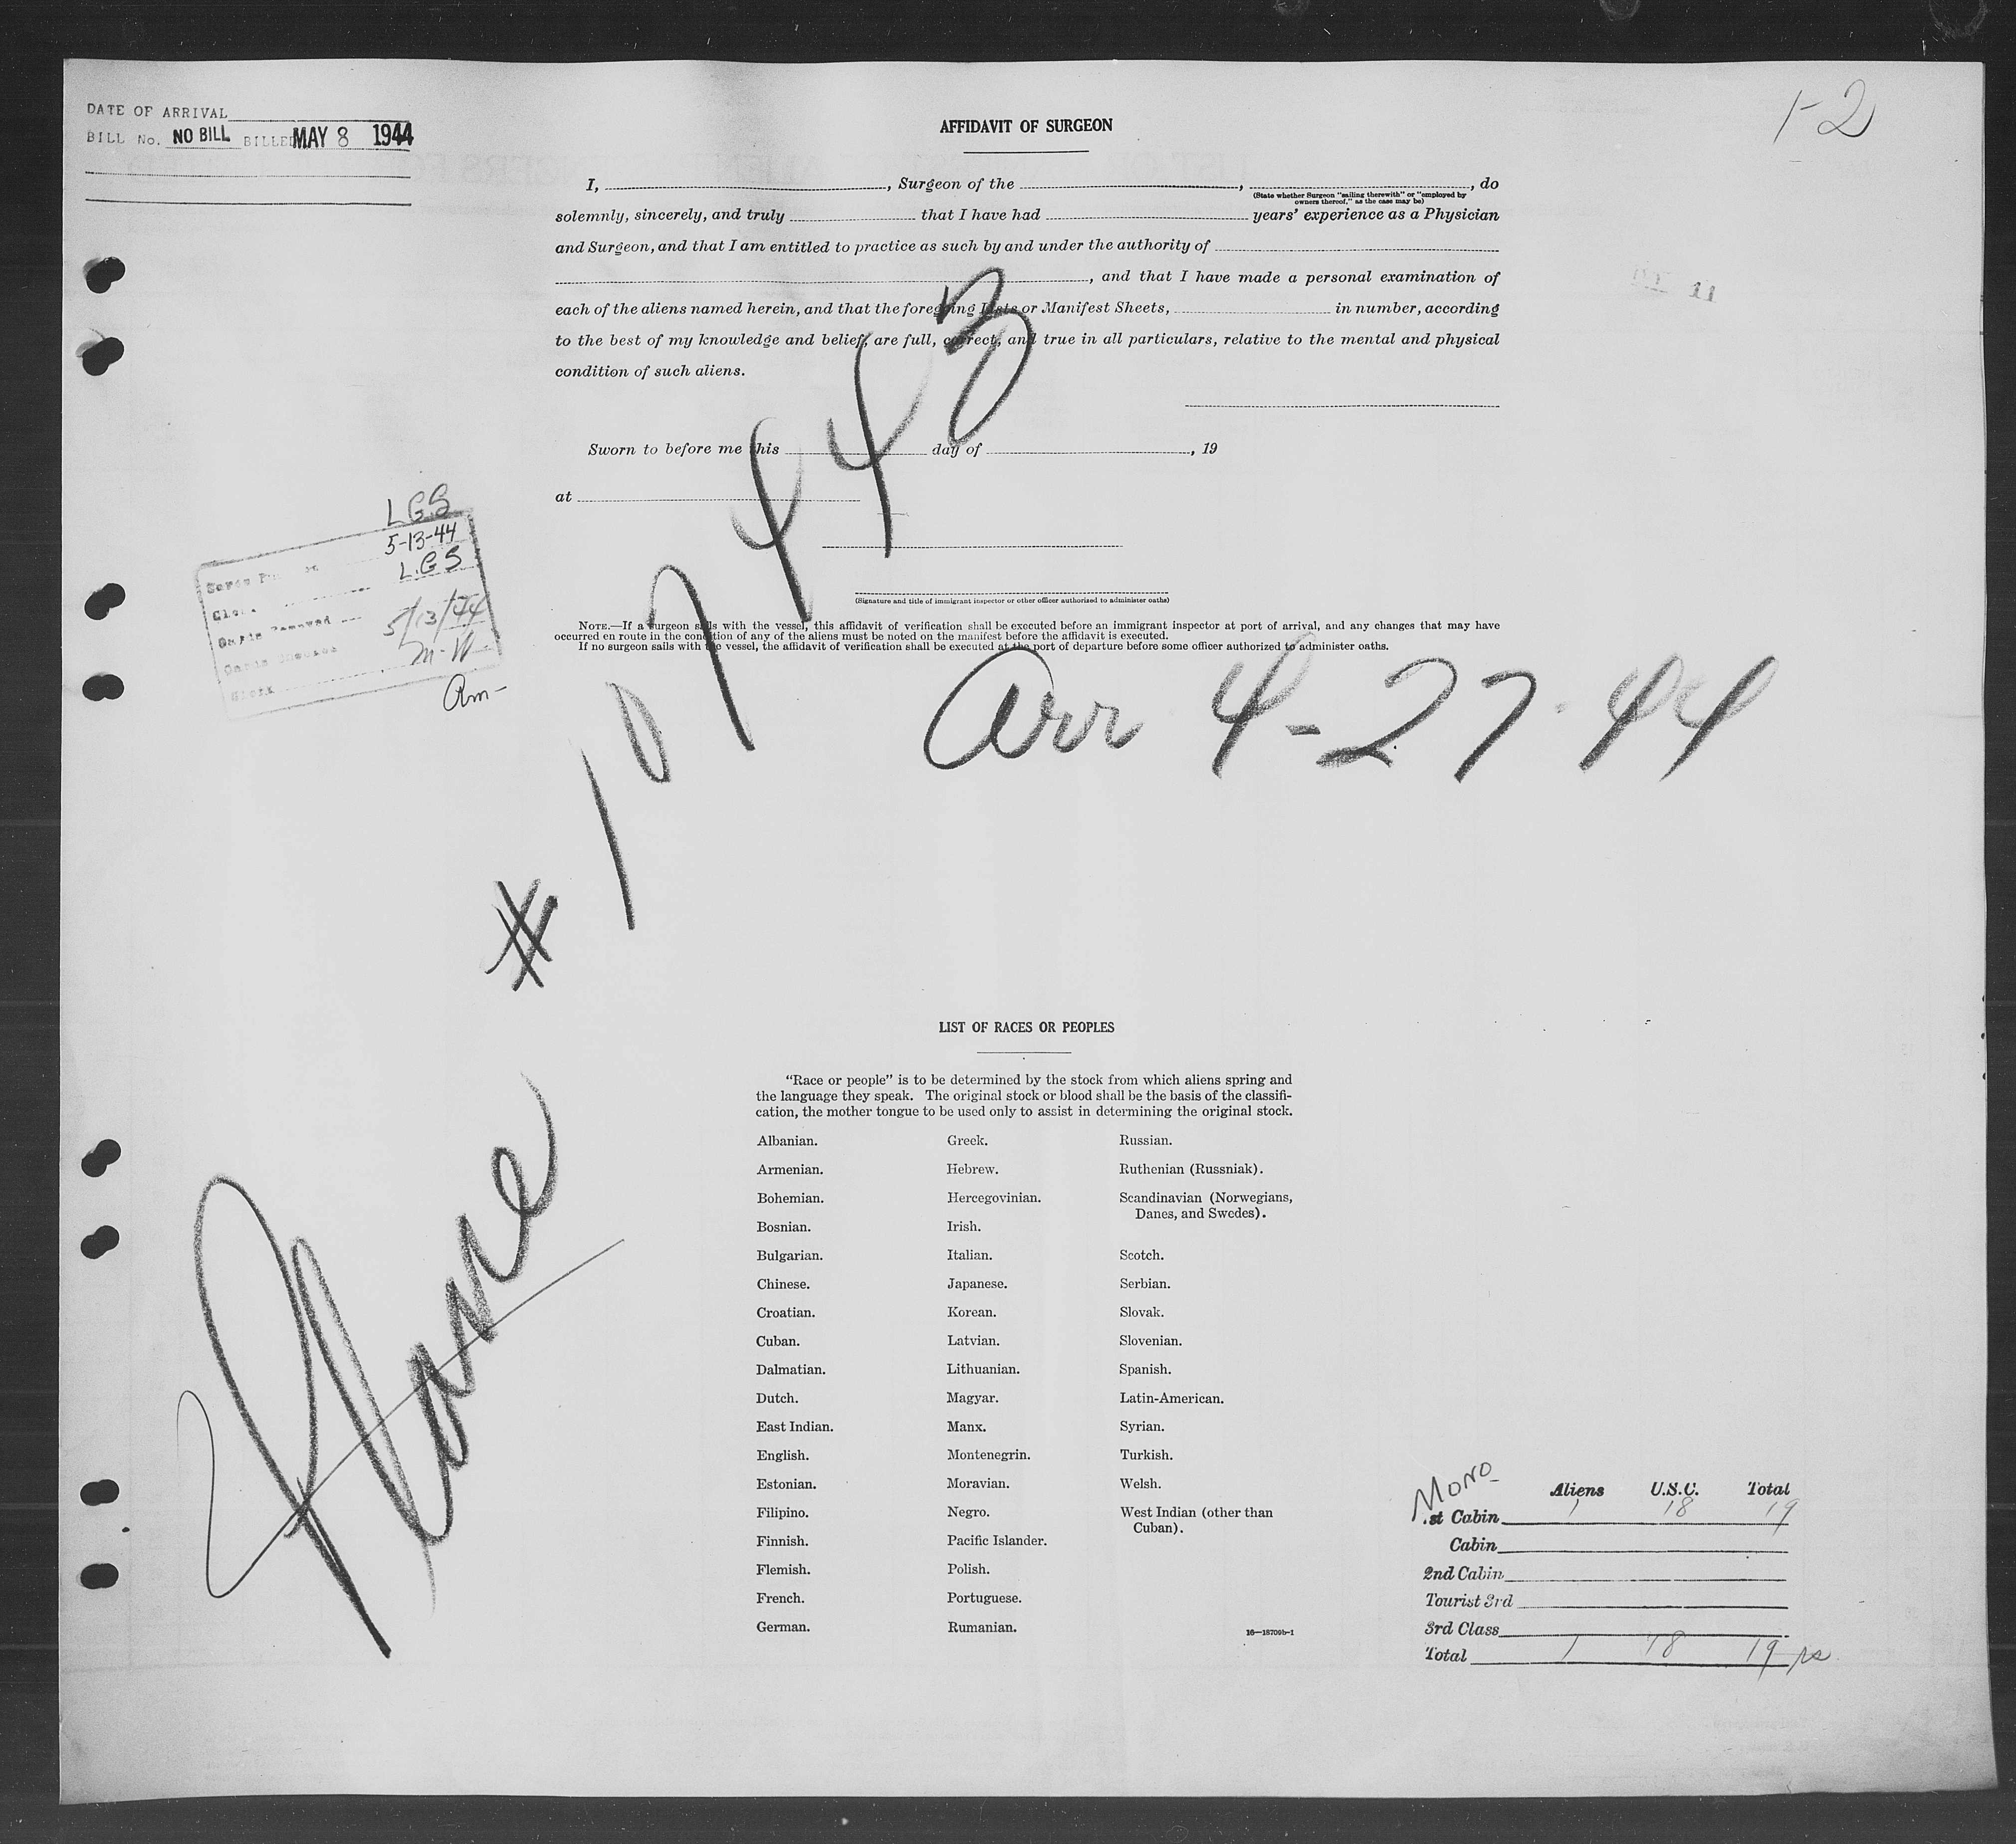 1-2
DATE OF ARRIVAL
BILL No. NO BILL BILLED MAY 8 1944
AFFIDAVIT OF SURGEON
I, , Surgeon of the , , do
(State whether Surgeon "sailing therewith" or "employed by
owners thereof," as the case may be)
solemnly, sincerely, and truly that I have had years' experience as a Physician
and Surgeon, and that I am entitled to practice as such by and under the authority of
, and that I have made a personal examination of
each of the aliens named herein, and that the foregoing Lists or Manifest Sheets, in number, according
to the best of my knowledge and belief, are full, correct, and true in all particulars, relative to the mental and physical
condition of such aliens.
Sworn to before me this day of , 19
at
(Signature and title of immigrant inspector or other officer authorized to administer oaths)
NOTE.—If a surgeon sails with the vessel, this affidavit of verification shall be executed before an immigrant inspector at port of arrival, and any changes that may have
occurred en route in the condition of any of the aliens must be noted on the manifest before the affidavit is executed.
If no surgeon sails with the vessel, the affidavit of verification shall be executed at the port of departure before some officer authorized to administer oaths.
LGS
5-13-44
L.G S
5/13/44
M-W
Am-
# 107443
Arr 4-27-44
Plane
LIST OF RACES OR PEOPLES
"Race or people" is to be determined by the stock from which aliens spring and
the language they speak. The original stock or blood shall be the basis of the classifi-
cation, the mother tongue to be used only to assist in determining the original stock.
Albanian. Greek. Russian.
Armenian. Hebrew. Ruthenian (Russniak).
Bohemian. Hercegovinian. Scandinavian (Norwegians,
Danes, and Swedes).
Bosnian. Irish.
Bulgarian. Italian. Scotch.
Chinese. Japanese. Serbian.
Croatian. Korean. Slovak.
Cuban. Latvian. Slovenian.
Dalmatian. Lithuanian. Spanish.
Dutch. Magyar. Latin-American.
East Indian. Manx. Syrian.
English. Montenegrin. Turkish.
Estonian. Moravian. Welsh.
Filipino. Negro. West Indian (other than
Cuban).
Finnish. Pacific Islander.
Flemish. Polish.
French. Portuguese.
German. Rumanian.
16—18709b-1
MONO
Aliens U.S.C. Total
st Cabin 1 18 19
Cabin
2nd Cabin
Tourist 3rd
3rd Class
Total 1 18 19